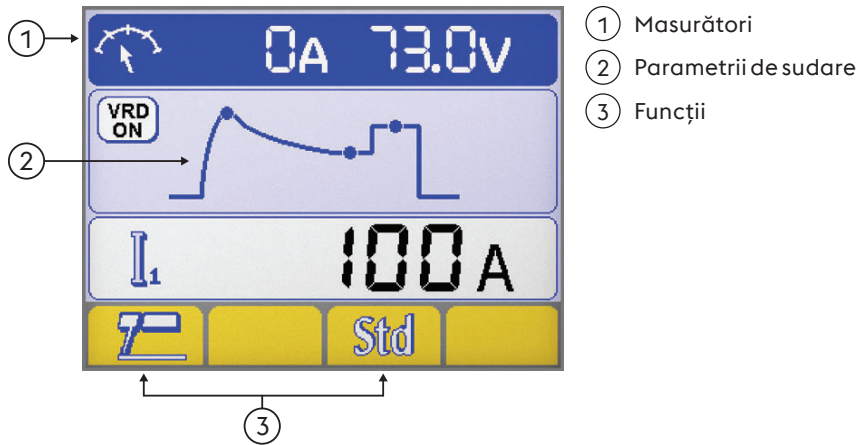 1 0A 73.0V
1 Masurători
2 Parametrii de sudare
3 Funcții
VRD
ON
2
I1 100A
Std
3